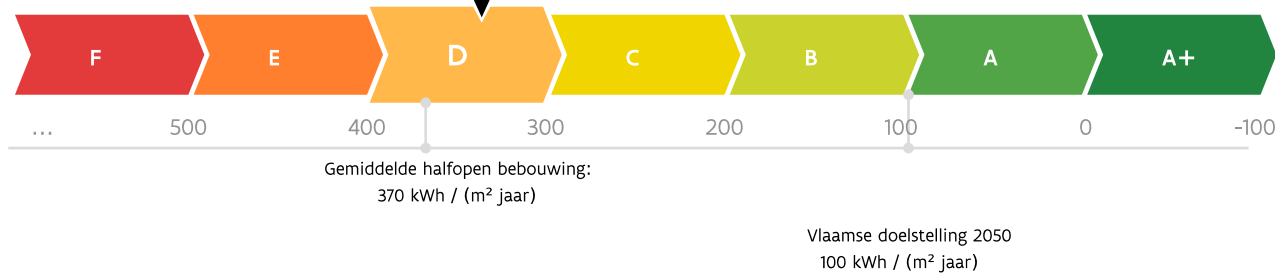 F E D C B A A+
... 500 400 300 200 100 0 -100
Gemiddelde halfopen bebouwing:
370 kWh / (m² jaar)
Vlaamse doelstelling 2050
100 kWh / (m² jaar)